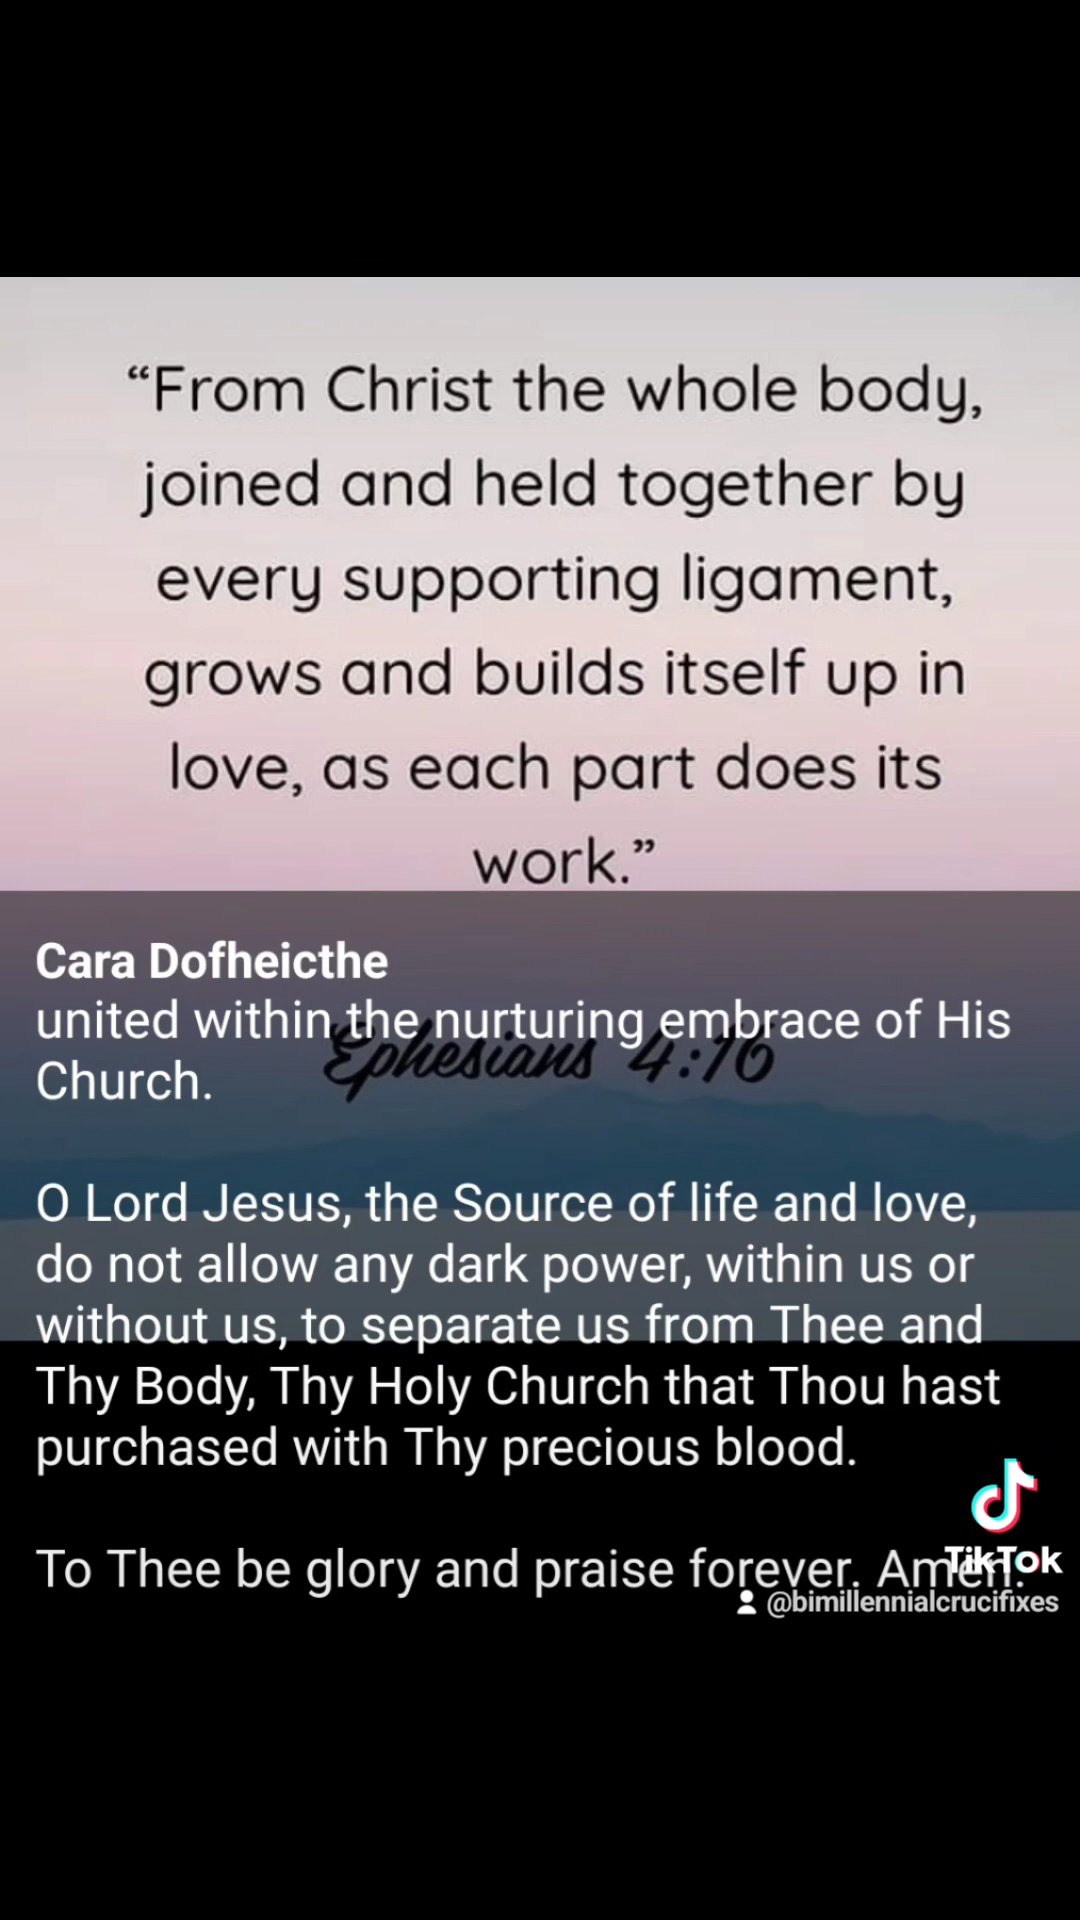 “From Christ the whole body,
joined and held together by
every supporting ligament,
grows and builds itself up in
love, as each part does its
work.”
Ephesians 4:16
Cara Dofheicthe
united within the nurturing embrace of His
Church.
O Lord Jesus, the Source of life and love,
do not allow any dark power, within us or
without us, to separate us from Thee and
Thy Body, Thy Holy Church that Thou hast
purchased with Thy precious blood.
To Thee be glory and praise forever. Amen.
TikTok
@bimillennialcrucifixes